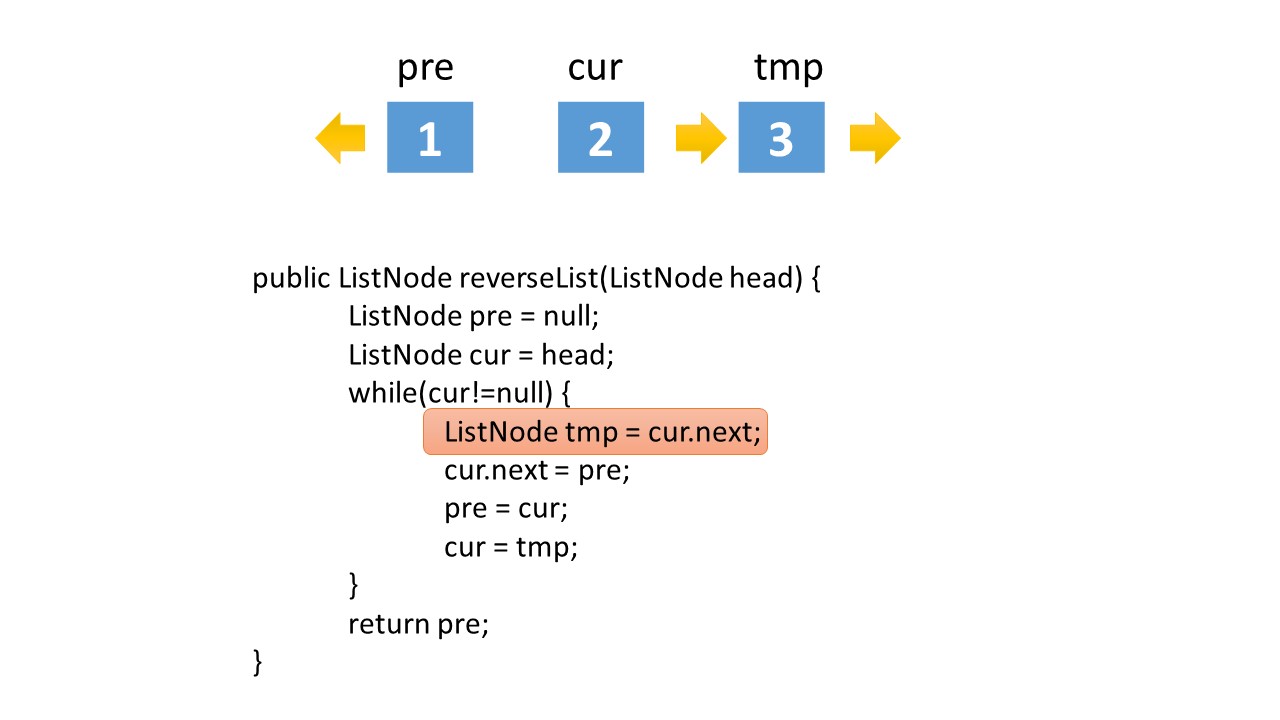 pre cur tmp
1 2 3
public ListNode reverseList(ListNode head) {
ListNode pre = null;
ListNode cur = head;
while(cur!=null) {
ListNode tmp = cur.next;
cur.next = pre;
pre = cur;
cur = tmp;
}
return pre;
}